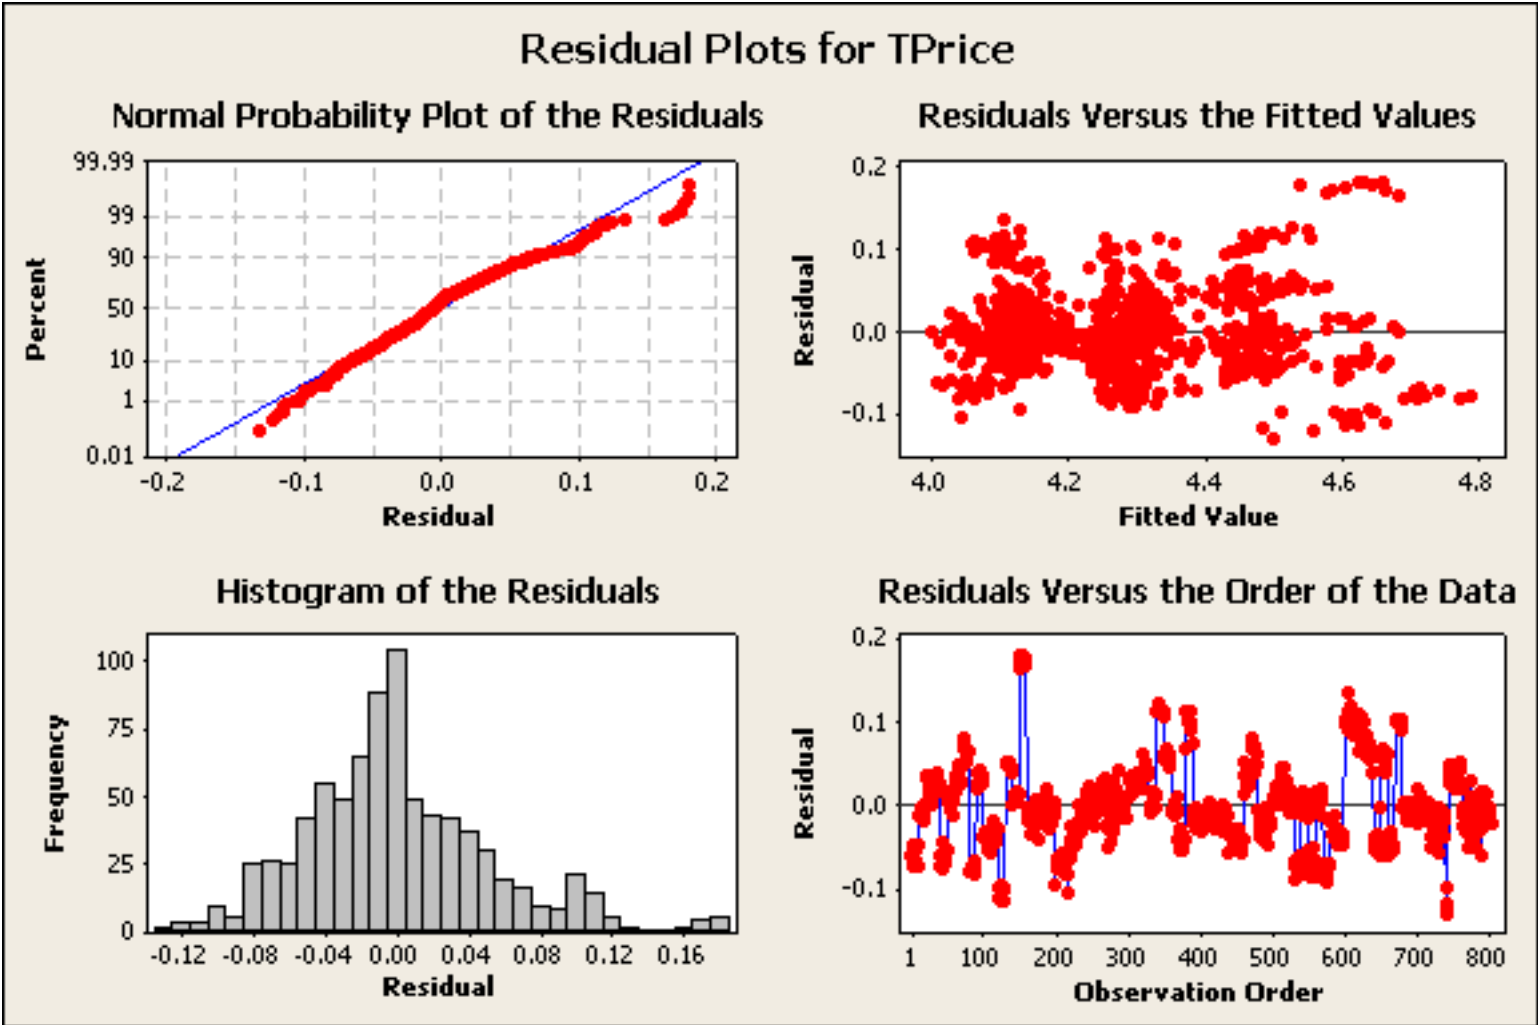 Residual Plots for TPrice
Normal Probability Plot of the Residuals
99.99
99
90
50
10
1
0.01
Percent
-0.2 -0.1 0.0 0.1 0.2
Residual
Residuals Versus the Fitted Values
0.2
0.1
0.0
-0.1
Residual
4.0 4.2 4.4 4.6 4.8
Fitted Value
Histogram of the Residuals
100
75
50
25
0
Frequency
-0.12 -0.08 -0.04 0.00 0.04 0.08 0.12 0.16
Residual
Residuals Versus the Order of the Data
0.2
0.1
0.0
-0.1
Residual
1 100 200 300 400 500 600 700 800
Observation Order